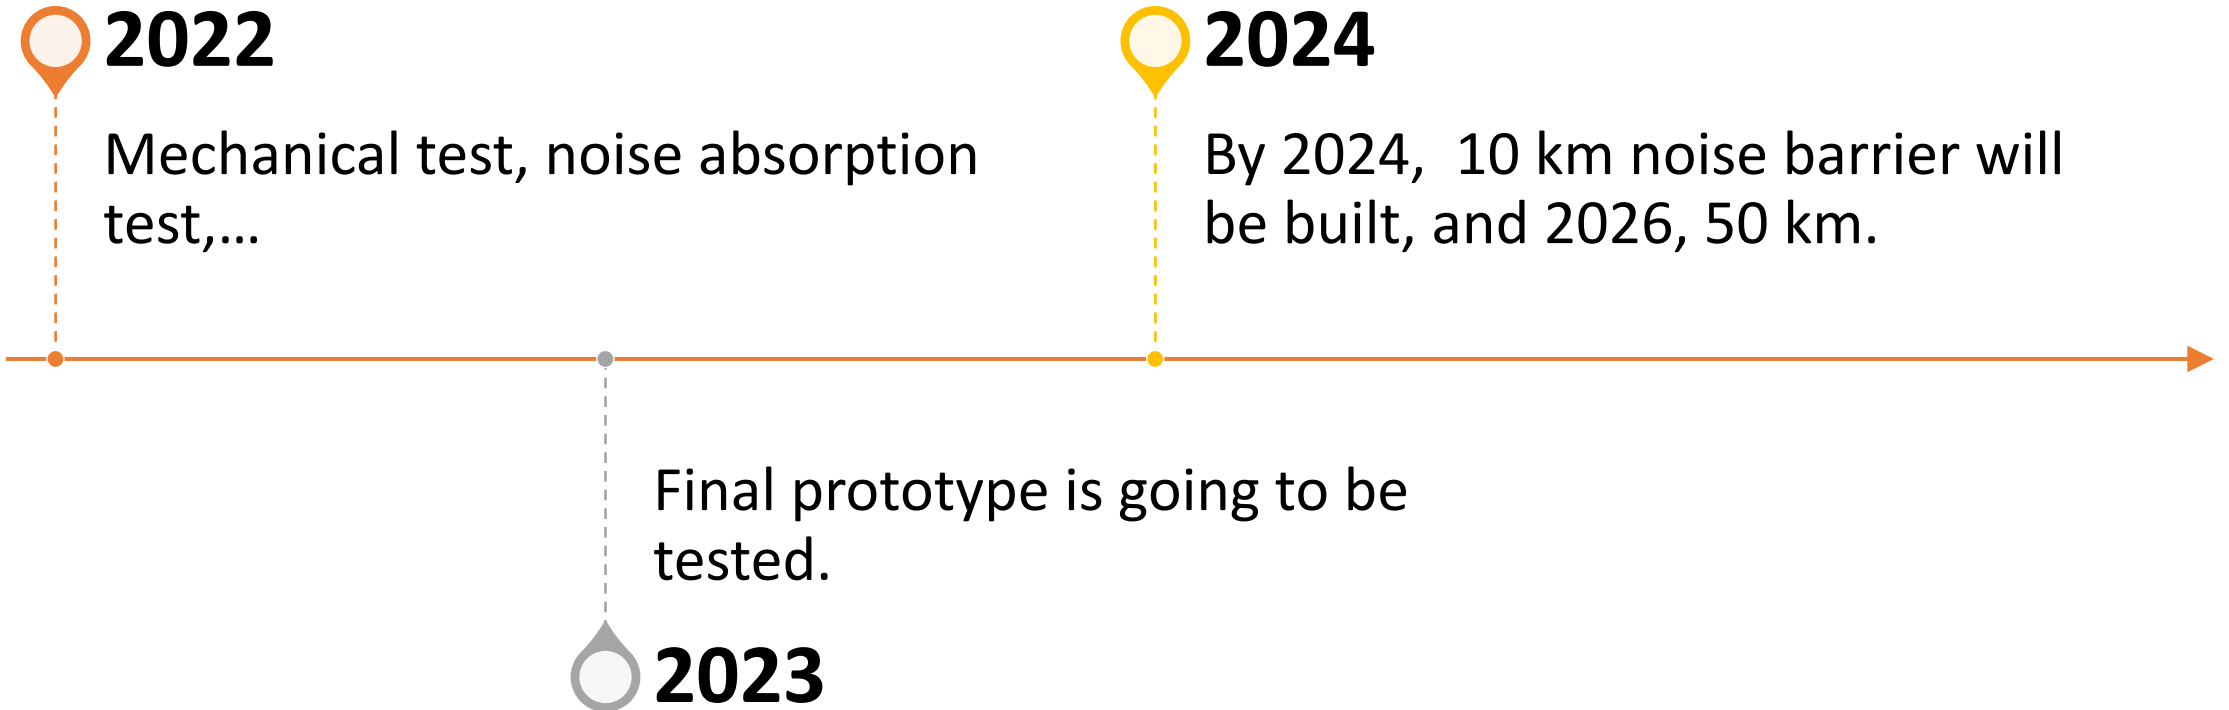 2022
Mechanical test, noise absorption
test,...
2024
By 2024,  10 km noise barrier will
be built, and 2026, 50 km.
Final prototype is going to be
tested.
2023